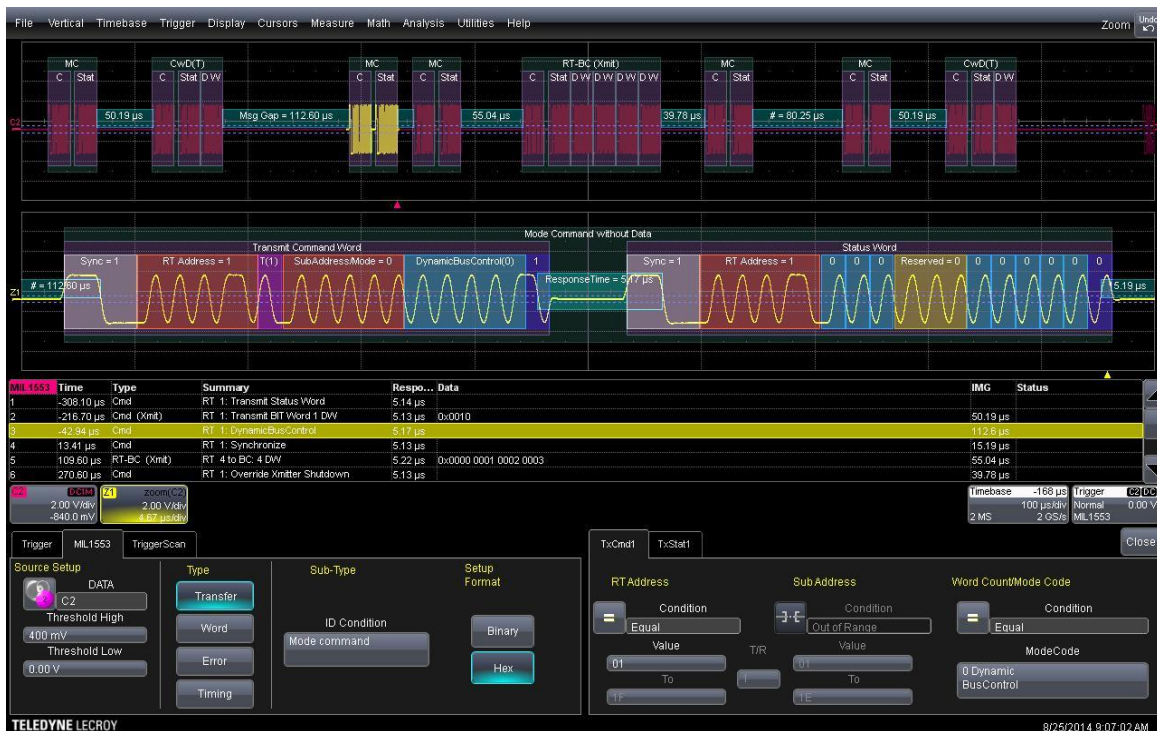 File Vertical Timebase Trigger Display Cursors Measure Math Analysis Utilities Help Zoom Undo
MC CwD(T) MC MC RT-BC (Xmit) MC MC CwD(T)
C Stat C Stat D W C Stat C Stat C Stat D W D W D W D W C Stat C Stat C Stat D W
C2 50.19 µs Msg Gap = 112.60 µs 55.04 µs 39.78 µs # = 80.25 µs 50.19 µs
Mode Command without Data
Transmit Command Word Status Word
Sync = 1 RT Address = 1 T(1) SubAddress/Mode = 0 DynamicBusControl(0) 1 Sync = 1 RT Address = 1 0 0 0 Reserved = 0 0 0 0 0 0 0
Z1 # = 112.60 µs ResponseTime = 5.17 µs 5.19 µs
MIL1553 Time Type Summary Respo... Data IMG Status
1 -308.10 µs Cmd RT 1: Transmit Status Word 5.14 µs
2 -216.70 µs Cmd (Xmit) RT 1: Transmit BIT Word 1 DW 5.13 µs 0x0010 50.19 µs
3 -42.94 µs Cmd RT 1: DynamicBusControl 5.17 µs 112.6 µs
4 13.41 µs Cmd RT 1: Synchronize 5.13 µs 15.19 µs
5 109.60 µs RT-BC (Xmit) RT 4 to BC: 4 DW 5.22 µs 0x0000 0001 0002 0003 55.04 µs
6 270.60 µs Cmd RT 1: Override Xmitter Shutdown 5.13 µs 39.78 µs
C2 DC1M Z1 zoom(C2) Timebase -168 µs Trigger C2 DC
2.00 V/div 2.00 V/div 100 µs/div Normal 0.00 V
-840.0 mV 4.67 µs/div 2 MS 2 GS/s MIL1553
Trigger MIL1553 TriggerScan TxCmd1 TxStat1 Close
Source Setup Type Sub-Type Setup
Format
DATA
C2
Threshold High
400 mV
Threshold Low
0.00 V
Transfer
Word
Error
Timing
ID Condition
Mode command
Binary
Hex
RT Address Sub Address Word Count/Mode Code
= Condition Condition = Condition
Equal Out of Range Equal
Value T/R Value ModeCode
01 1 01 0 Dynamic
BusControl
To To
1F 1E
TELEDYNE LECROY 8/25/2014 9:07:02 AM